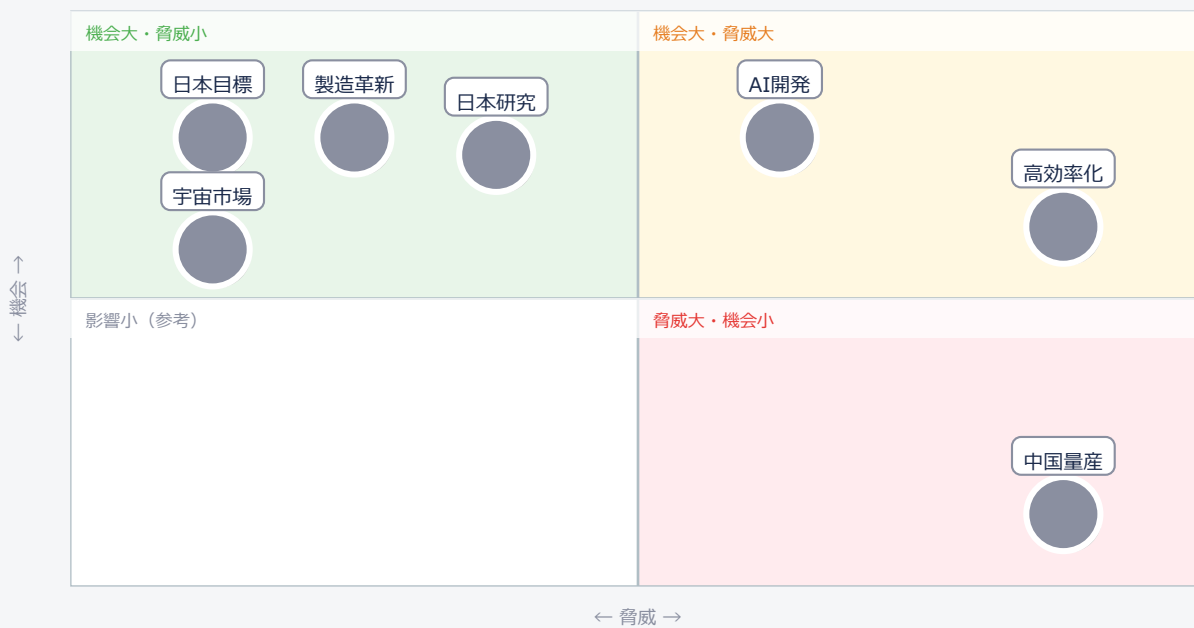 機会大・脅威小
機会大・脅威大
日本目標
製造革新
日本研究
AI開発
高効率化
宇宙市場
← 機会 →
影響小（参考）
脅威大・機会小
中国量産
← 脅威 →